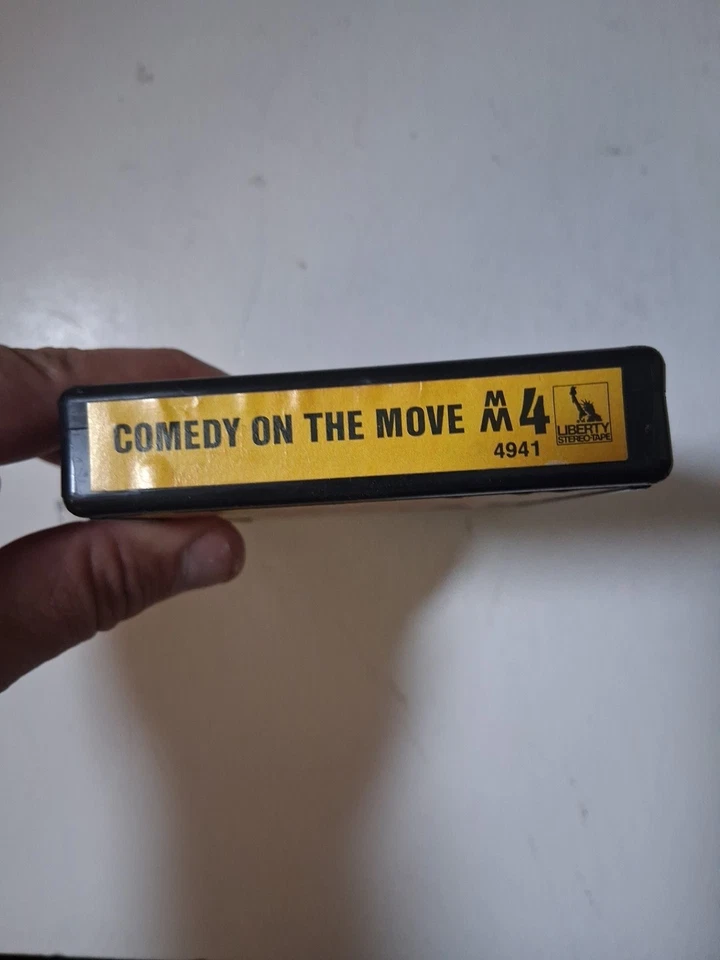 COMEDY ON THE MOVE
MM 4
4941
LIBERTY
STEREO-TAPE